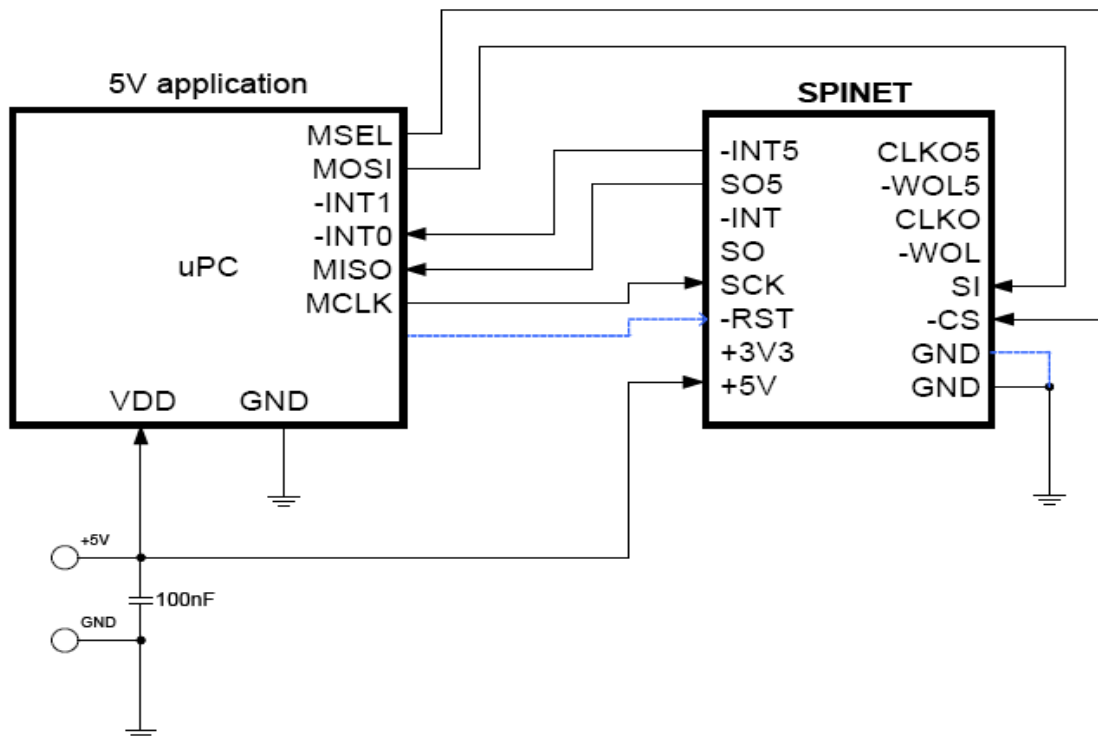 5V application
MSEL
MOSI
-INT1
-INT0
MISO
MCLK
uPC
VDD GND
SPINET
-INT5 CLKO5
SO5 -WOL5
-INT CLKO
SO -WOL
SCK SI
-RST -CS
+3V3 GND
+5V GND
+5V
100nF
GND